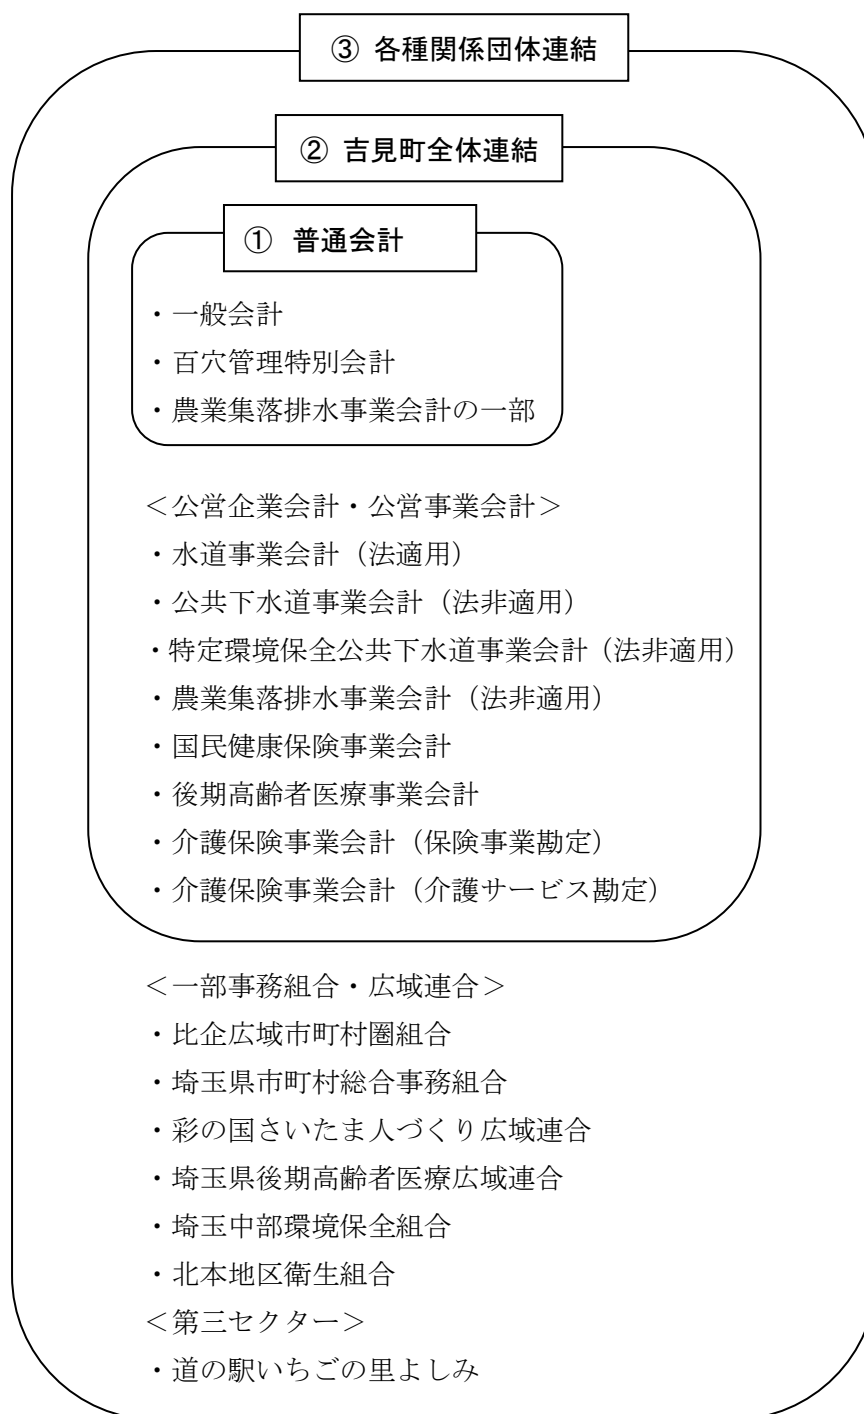 ③ 各種関係団体連結
② 吉見町全体連結
① 普通会計
・一般会計
・百穴管理特別会計
・農業集落排水事業会計の一部
＜公営企業会計・公営事業会計＞
・水道事業会計（法適用）
・公共下水道事業会計（法非適用）
・特定環境保全公共下水道事業会計（法非適用）
・農業集落排水事業会計（法非適用）
・国民健康保険事業会計
・後期高齢者医療事業会計
・介護保険事業会計（保険事業勘定）
・介護保険事業会計（介護サービス勘定）
＜一部事務組合・広域連合＞
・比企広域市町村圏組合
・埼玉県市町村総合事務組合
・彩の国さいたま人づくり広域連合
・埼玉県後期高齢者医療広域連合
・埼玉中部環境保全組合
・北本地区衛生組合
＜第三セクター＞
・道の駅いちごの里よしみ